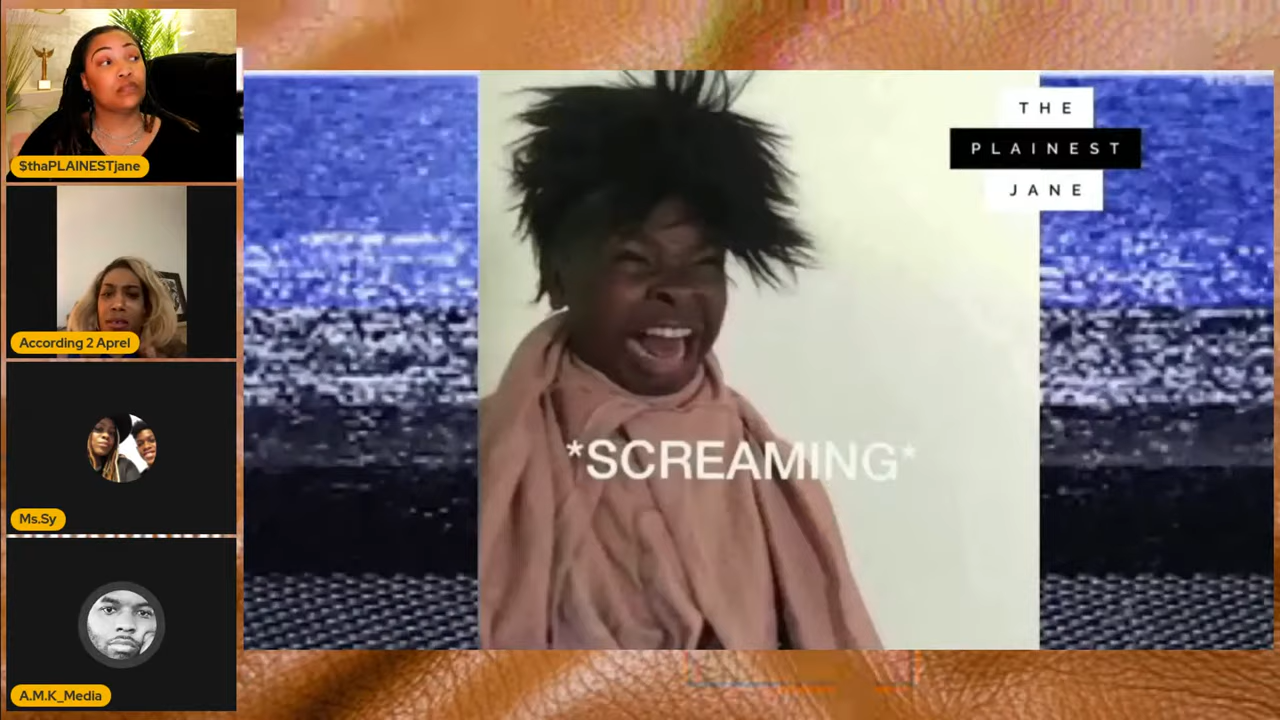 $thaPLAINESTjane
According 2 Aprel
Ms.Sy
A.M.K_Media
THE
PLAINEST
JANE
*SCREAMING*